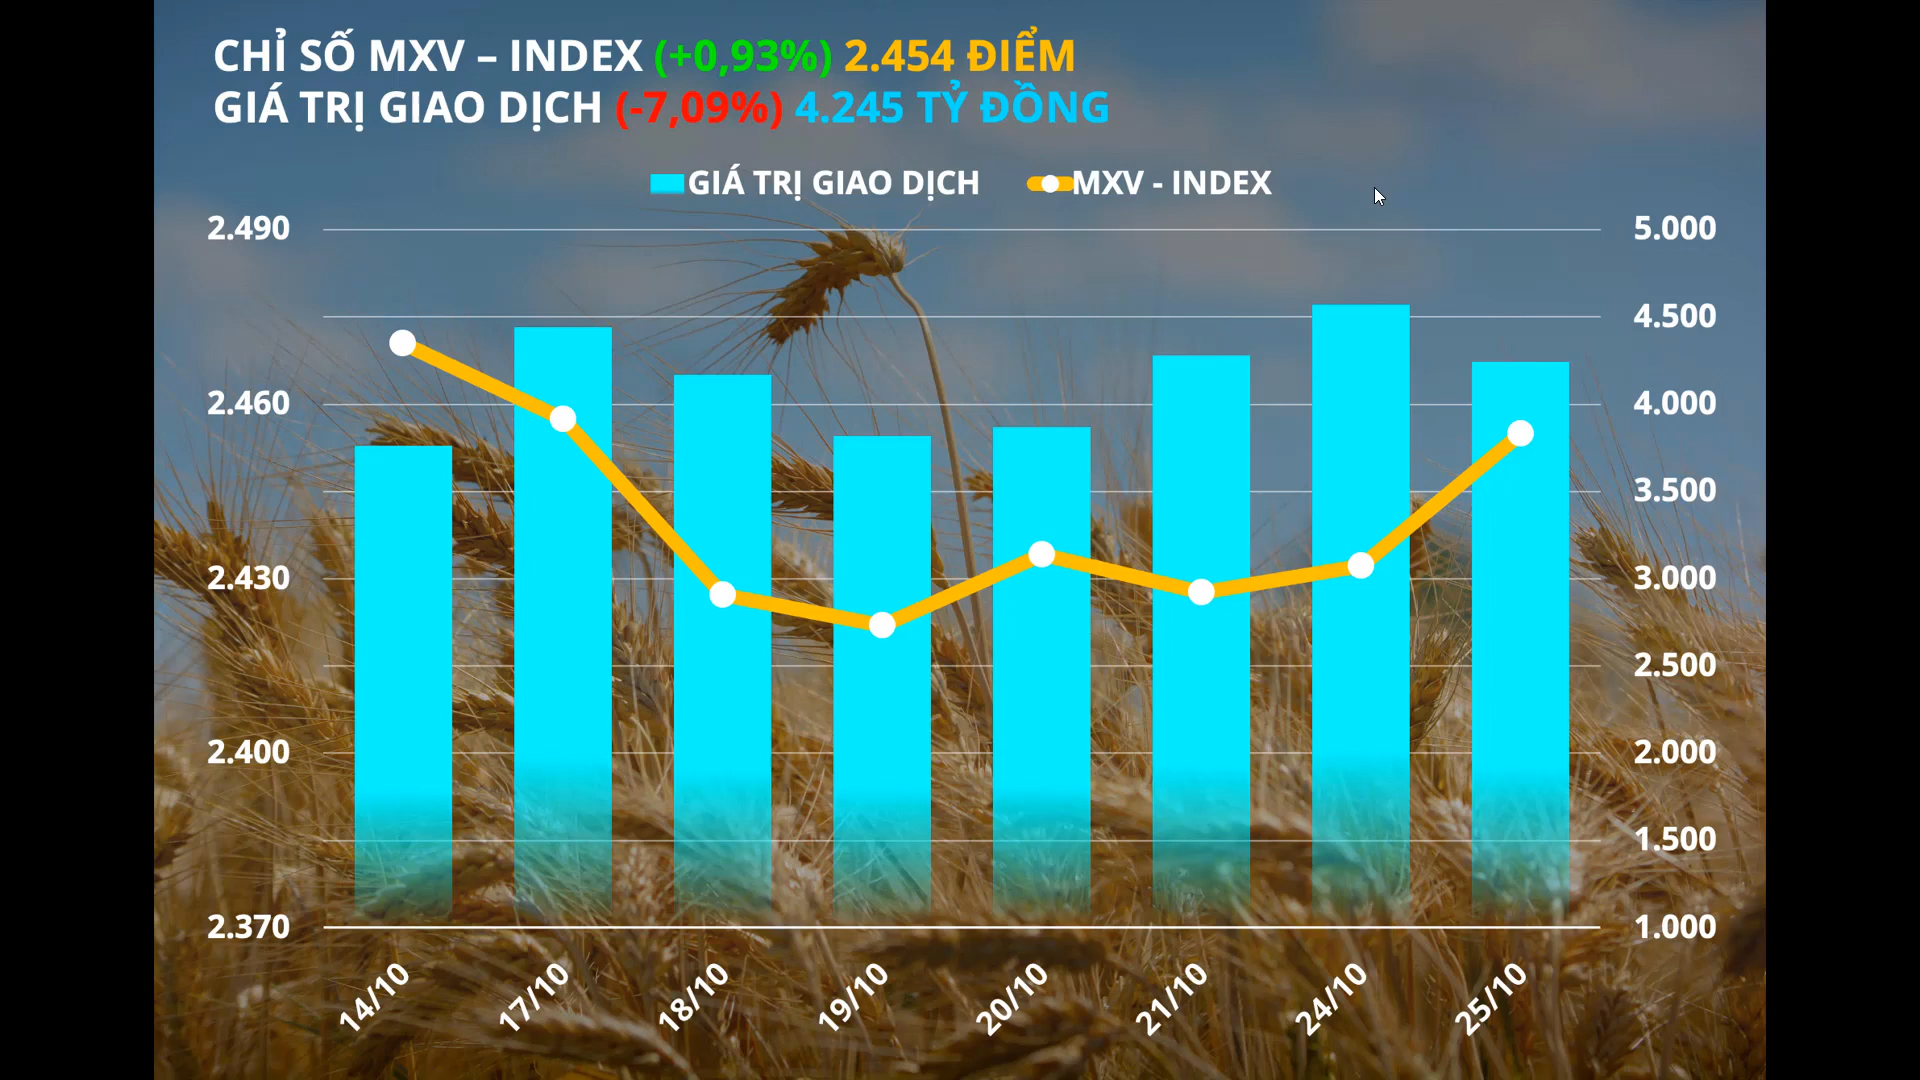 CHỈ SỐ MXV – INDEX (+0,93%) 2.454 ĐIỂM
GIÁ TRỊ GIAO DỊCH (-7,09%) 4.245 TỶ ĐỒNG
GIÁ TRỊ GIAO DỊCH MXV - INDEX
2.490 5.000
4.500
2.460 4.000
3.500
2.430 3.000
2.500
2.400 2.000
1.500
2.370 1.000
14/10 17/10 18/10 19/10 20/10 21/10 24/10 25/10